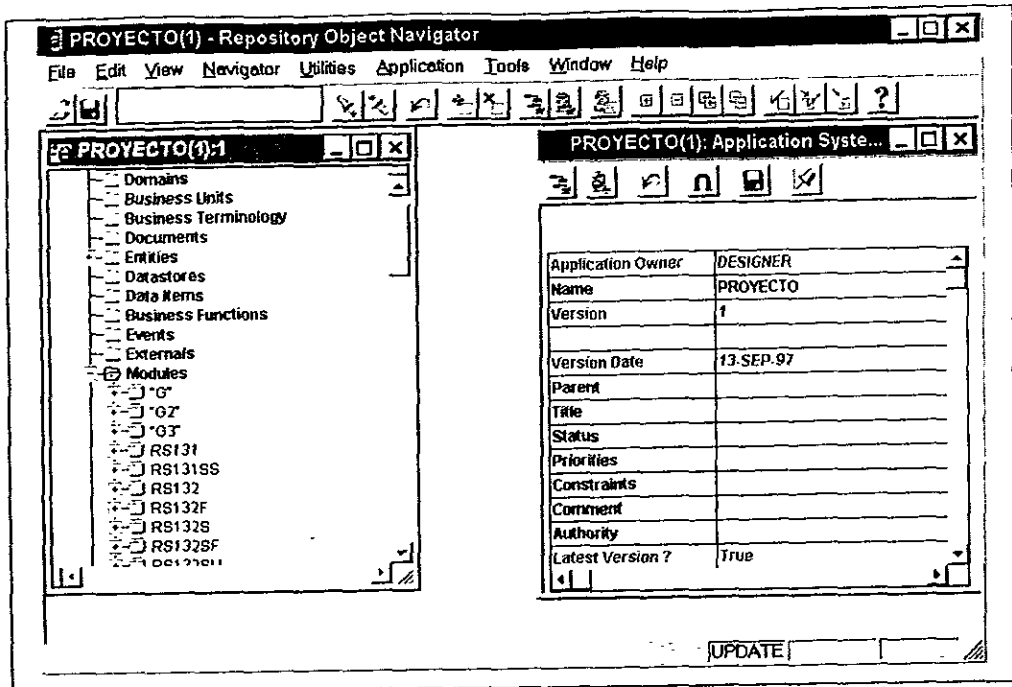 PROYECTO(1) - Repository Object Navigator
File Edit View Navigator Utilities Application Tools Window Help
PROYECTO(1):1
Domains
Business Units
Business Terminology
Documents
Entities
Datastores
Data Items
Business Functions
Events
Externals
Modules
"G"
"G2"
"G3"
RS131
RS131SS
RS132
RS132F
RS132S
RS132SF
PROYECTO(1): Application Syste...
Application Owner DESIGNER
Name PROYECTO
Version 1
Version Date 13-SEP-97
Parent
Title
Status
Priorities
Constraints
Comment
Authority
Latest Version ? True
UPDATE